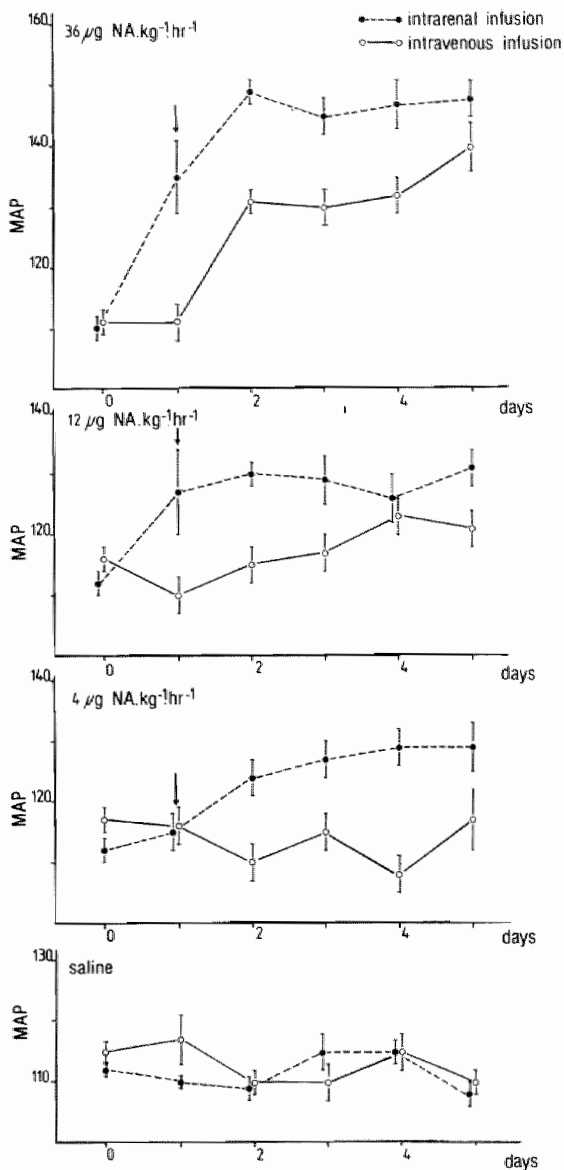 160
36 µg NA.kg⁻¹hr⁻¹
intrarenal infusion
intravenous infusion
140
MAP
120
0 2 4 days
140
12 µg NA.kg⁻¹hr⁻¹
MAP
120
0 2 4 days
140
4 µg NA.kg⁻¹hr⁻¹
MAP
120
0 2 4 days
130
saline
MAP
110
0 2 4 days